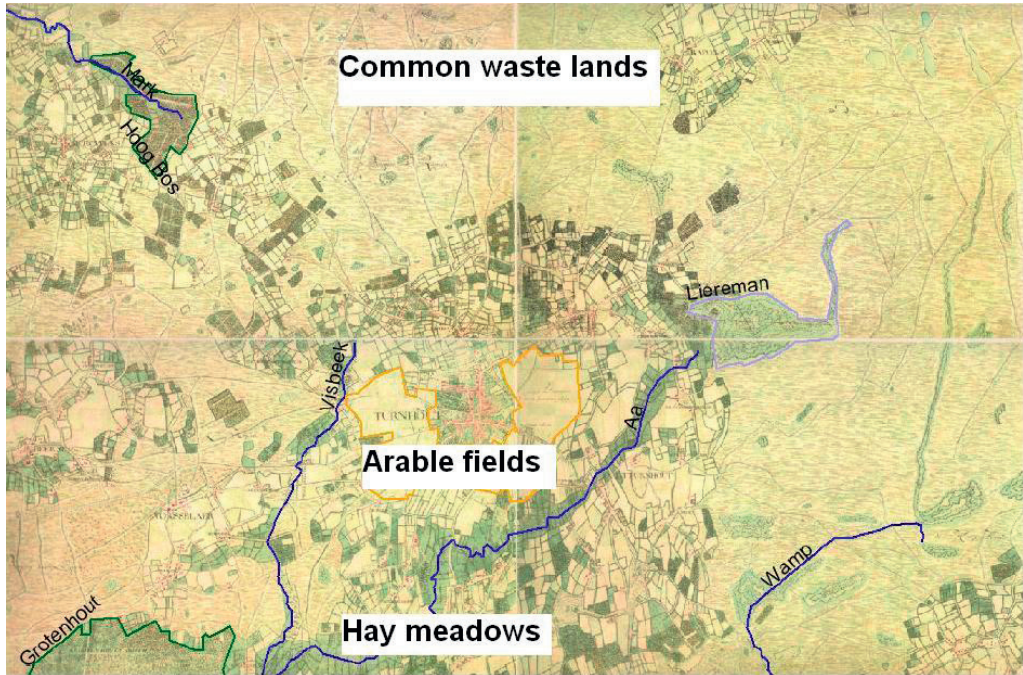 Common waste lands
Mark
Hoog Bos
Liereman
Visbeek
TURNHOUT
Aa
Arable fields
Wamp
Hay meadows
Grotenhout